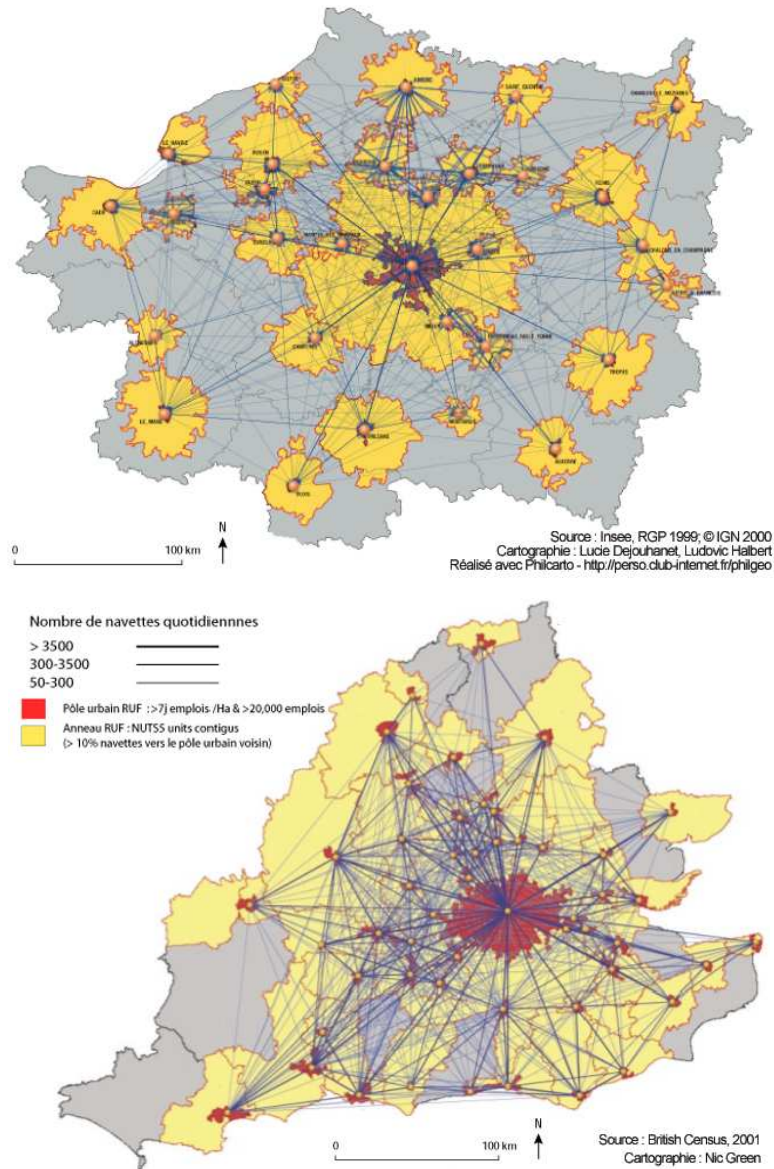 AMIENS
SAINT QUENTIN
CHARLEVILLE MEZIERES
LE HAVRE
ROUEN
REIMS
CAEN
CHALONS EN CHAMPAGNE
EVREUX
CHARTRES
TROYES
LE MANS
ORLEANS
MONTARGIS
AUXERRE
BLOIS
0
100 km
N
Source : Insee, RGP 1999; © IGN 2000
Cartographie : Lucie Dejouhanet, Ludovic Halbert
Réalisé avec Philcarto - http://perso.club-internet.fr/philgeo
Nombre de navettes quotidiennnes
> 3500
300-3500
50-300
Pôle urbain RUF : >7j emplois /Ha & >20,000 emplois
Anneau RUF : NUTS5 units contigus
(> 10% navettes vers le pôle urbain voisin)
0
100 km
N
Source : British Census, 2001
Cartographie : Nic Green